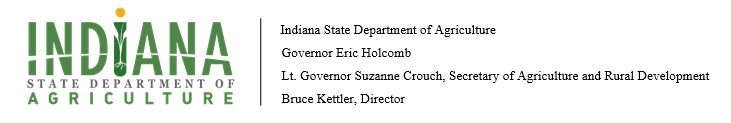 INDIANA
STATE DEPARTMENT OF
AGRICULTURE
Indiana State Department of Agriculture
Governor Eric Holcomb
Lt. Governor Suzanne Crouch, Secretary of Agriculture and Rural Development
Bruce Kettler, Director